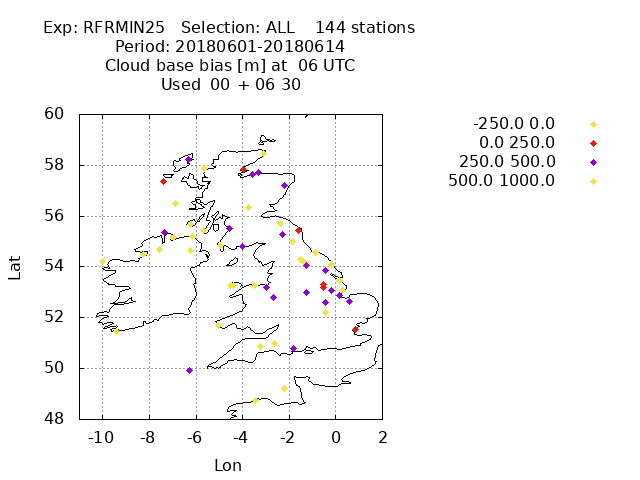 Exp: RFRMIN25 Selection: ALL 144 stations
Period: 20180601-20180614
Cloud base bias [m] at 06 UTC
Used 00 + 06 30
-250.0 0.0
0.0 250.0
250.0 500.0
500.0 1000.0
60
58
56
54
52
50
48
Lat
-10 -8 -6 -4 -2 0 2
Lon